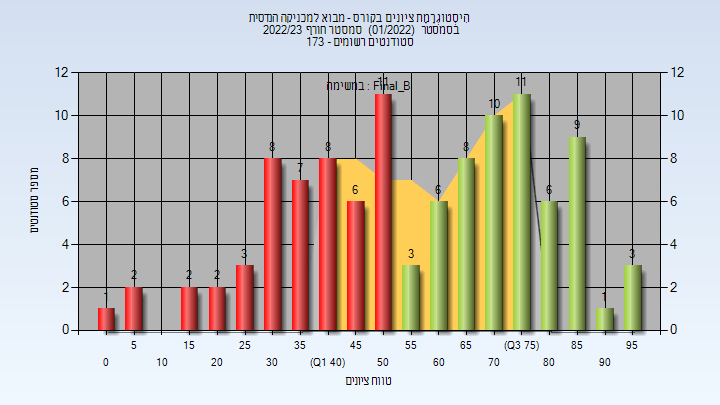 הִיסטוֹגרָמַת ציונים בקורס - מבוא למכניקה הנדסית
בסמסטר (01/2022) סמסטר חורף 2022/23
סטודנטים רשומים - 173
במשימה : Final_B
מספר סטודנטים
12 12
10 10
8 8
6 6
4 4
2 2
0 0
1 2 2 2 3 8 7 8 6 11 3 6 8 10 11 6 9 1 3
5 15 25 35 45 55 65 (Q3 75) 85 95
0 10 20 30 (Q1 40) 50 60 70 80 90
טווח ציונים